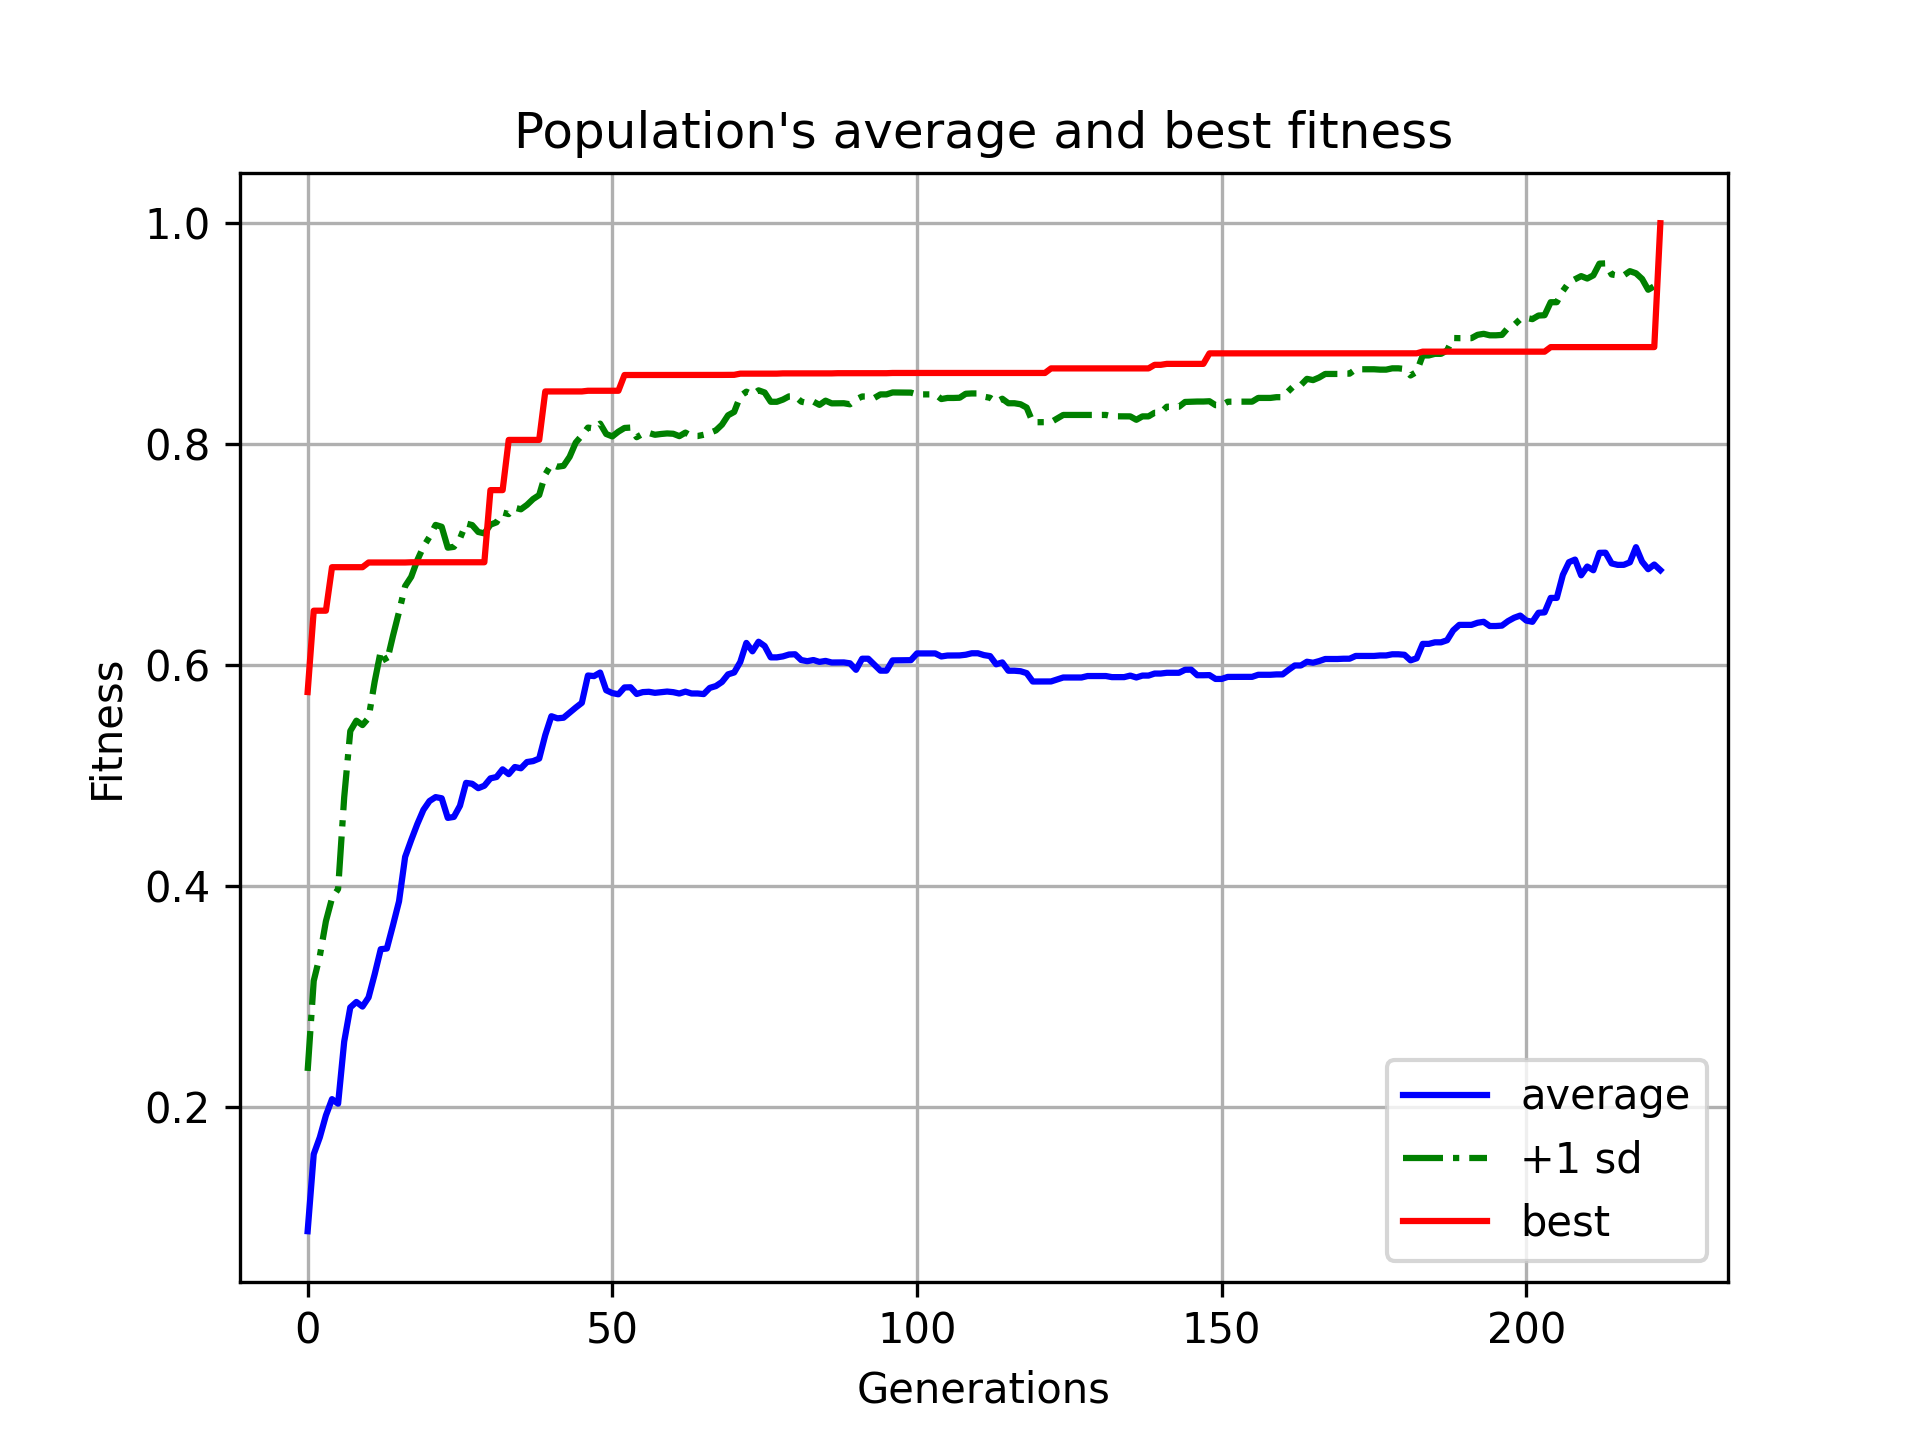 Population's average and best fitness
1.0
0.8
0.6
0.4
0.2
Fitness
0
50
100
150
200
Generations
average
+1 sd
best